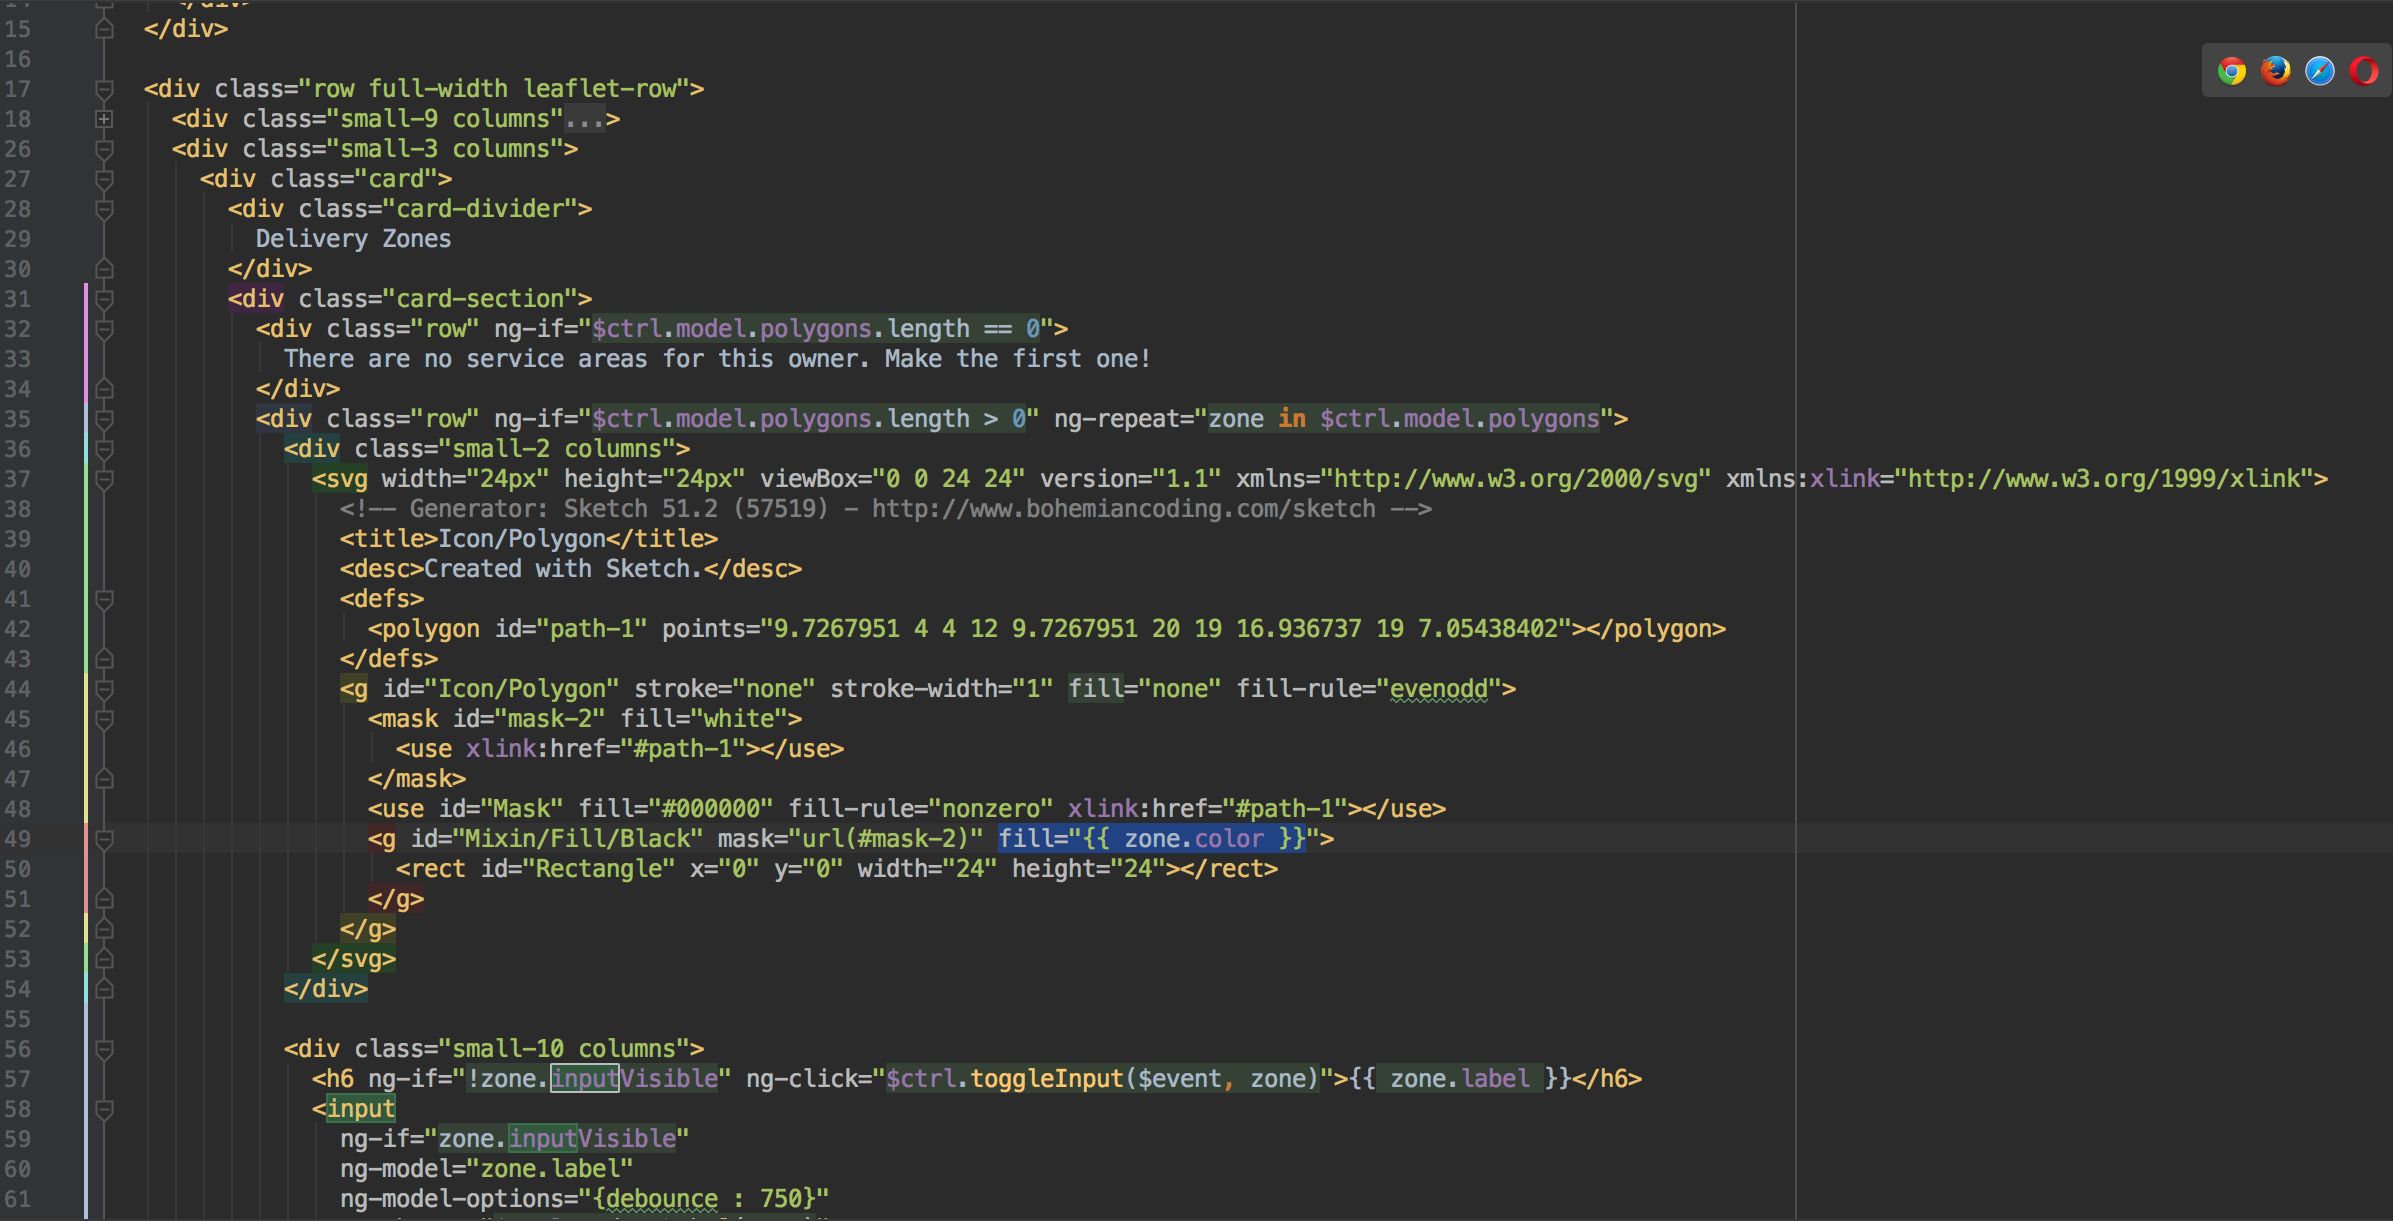 15 </div>
16
17 <div class="row full-width leaflet-row">
18 <div class="small-9 columns"...>
26 <div class="small-3 columns">
27 <div class="card">
28 <div class="card-divider">
29 Delivery Zones
30 </div>
31 <div class="card-section">
32 <div class="row" ng-if="$ctrl.model.polygons.length == 0">
33 There are no service areas for this owner. Make the first one!
34 </div>
35 <div class="row" ng-if="$ctrl.model.polygons.length > 0" ng-repeat="zone in $ctrl.model.polygons">
36 <div class="small-2 columns">
37 <svg width="24px" height="24px" viewBox="0 0 24 24" version="1.1" xmlns="http://www.w3.org/2000/svg" xmlns:xlink="http://www.w3.org/1999/xlink">
38 <!-- Generator: Sketch 51.2 (57519) - http://www.bohemiancoding.com/sketch -->
39 <title>Icon/Polygon</title>
40 <desc>Created with Sketch.</desc>
41 <defs>
42 <polygon id="path-1" points="9.7267951 4 4 12 9.7267951 20 19 16.936737 19 7.05438402"></polygon>
43 </defs>
44 <g id="Icon/Polygon" stroke="none" stroke-width="1" fill="none" fill-rule="evenodd">
45 <mask id="mask-2" fill="white">
46 <use xlink:href="#path-1"></use>
47 </mask>
48 <use id="Mask" fill="#000000" fill-rule="nonzero" xlink:href="#path-1"></use>
49 <g id="Mixin/Fill/Black" mask="url(#mask-2)" fill="{{ zone.color }}">
50 <rect id="Rectangle" x="0" y="0" width="24" height="24"></rect>
51 </g>
52 </g>
53 </svg>
54 </div>
55
56 <div class="small-10 columns">
57 <h6 ng-if="!zone.inputVisible" ng-click="$ctrl.toggleInput($event, zone)">{{ zone.label }}</h6>
58 <input
59 ng-if="zone.inputVisible"
60 ng-model="zone.label"
61 ng-model-options="{debounce : 750}"